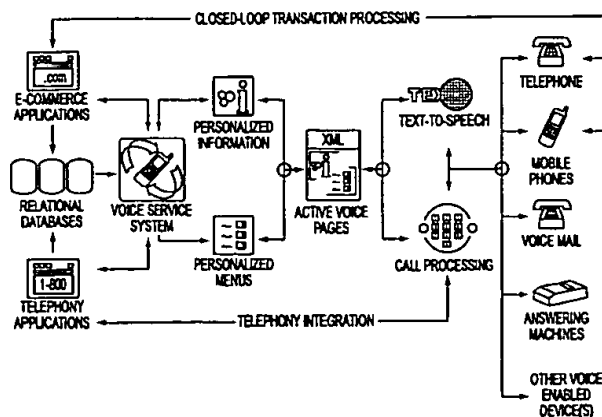 CLOSED-LOOP TRANSACTION PROCESSING
.com
E-COMMERCE
APPLICATIONS
PERSONALIZED
INFORMATION
XML
TEXT-TO-SPEECH
TELEPHONE
MOBILE
PHONES
RELATIONAL
DATABASES
VOICE SERVICE
SYSTEM
ACTIVE VOICE
PAGES
VOICE MAIL
PERSONALIZED
MENUS
CALL PROCESSING
1-800
TELEPHONY
APPLICATIONS
TELEPHONY INTEGRATION
ANSWERING
MACHINES
OTHER VOICE
ENABLED
DEVICE(S)